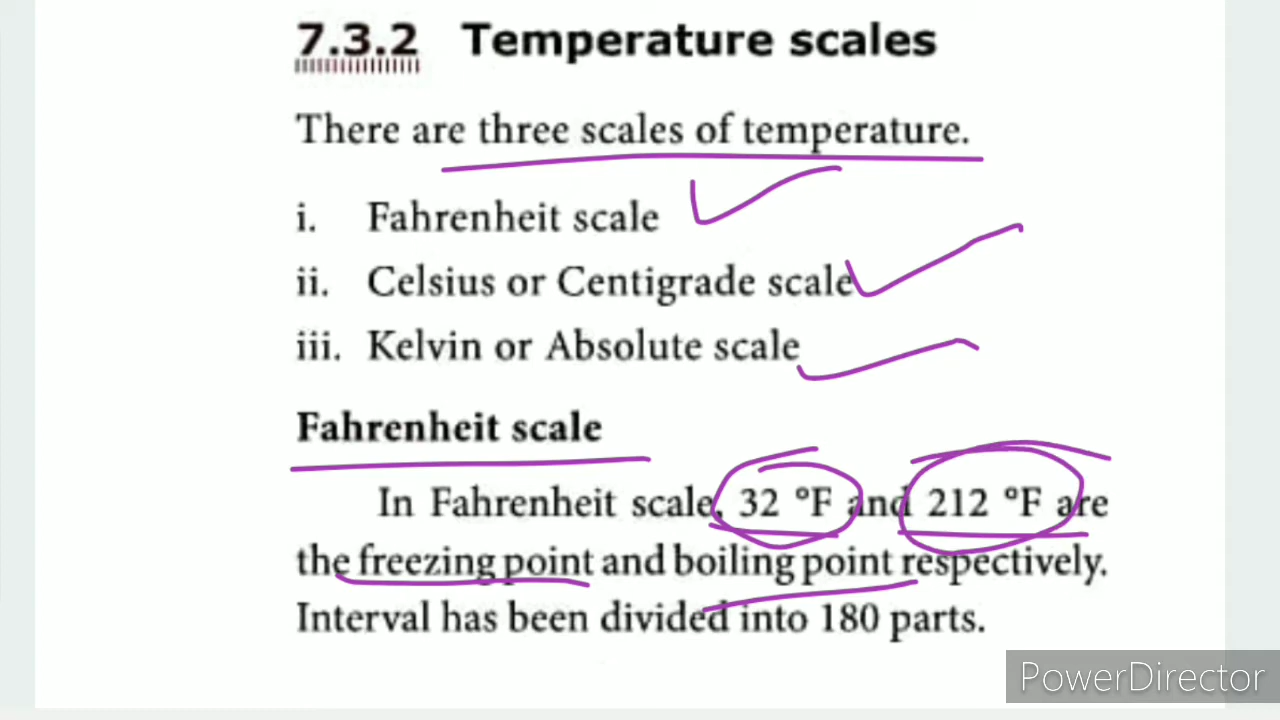 7.3.2 Temperature scales
There are three scales of temperature.
i. Fahrenheit scale
ii. Celsius or Centigrade scale
iii. Kelvin or Absolute scale
Fahrenheit scale
In Fahrenheit scale, 32 °F and 212 °F are
the freezing point and boiling point respectively.
Interval has been divided into 180 parts.
PowerDirector